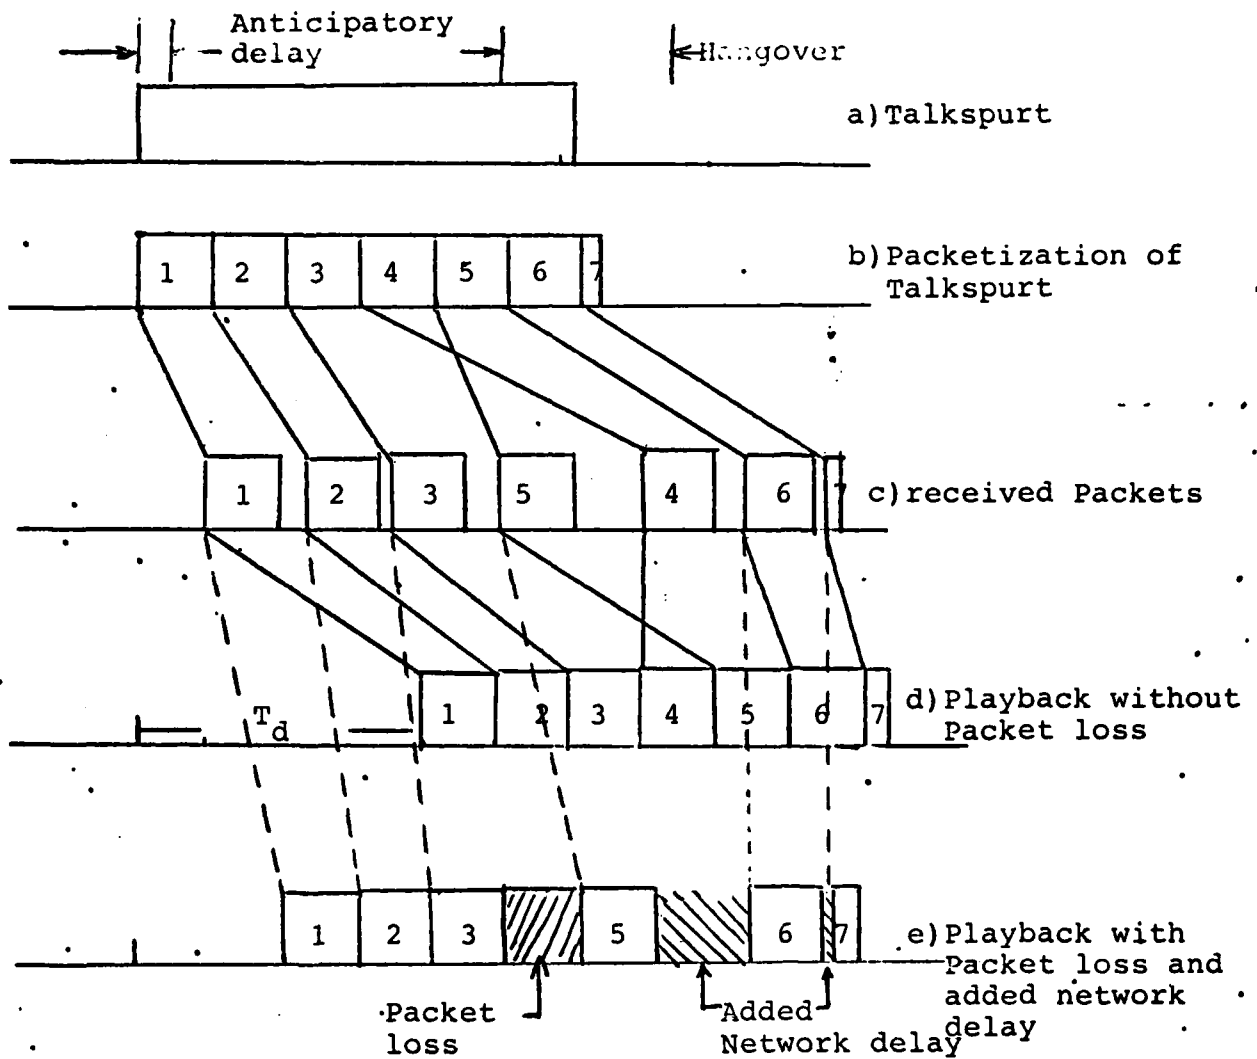 Anticipatory
delay
Hangover
a)Talkspurt
b)Packetization of
Talkspurt
1 2 3 4 5 6 7
1 2 3 5 4 6 7
c)received Packets
T_d
1 2 3 4 5 6 7
d)Playback without
Packet loss
1 2 3 5 6 7
e)Playback with
Packet loss and
added network
delay
Packet
loss
Added
Network delay